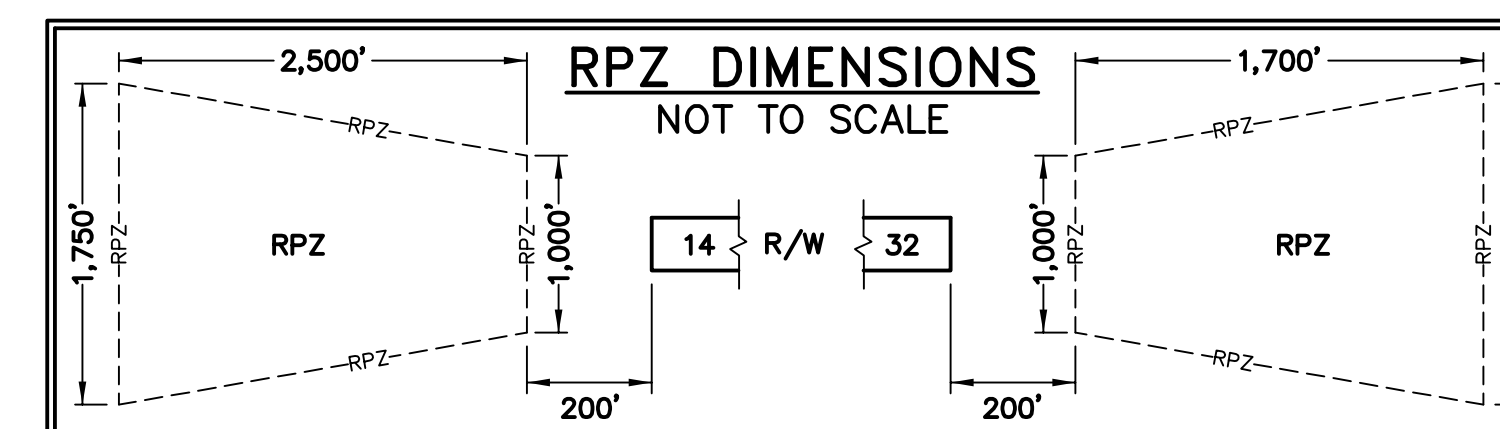 RPZ DIMENSIONS
NOT TO SCALE
2,500'
1,700'
RPZ
RPZ
1,750'
RPZ
RPZ
RPZ
1,000'
14
R/W
32
1,000'
RPZ
RPZ
RPZ
RPZ
RPZ
200'
200'